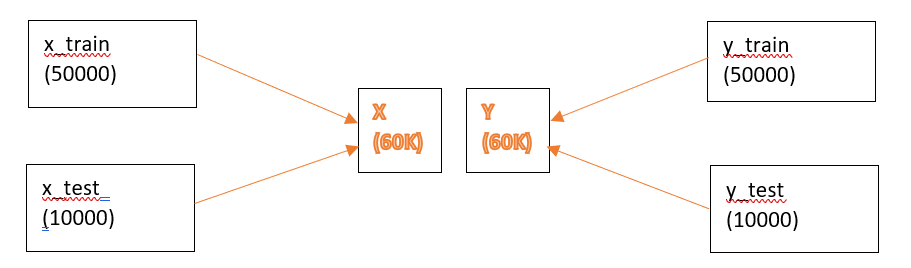 x_train
(50000)
X
(60K)
Y
(60K)
y_train
(50000)
x_test
(10000)
y_test
(10000)